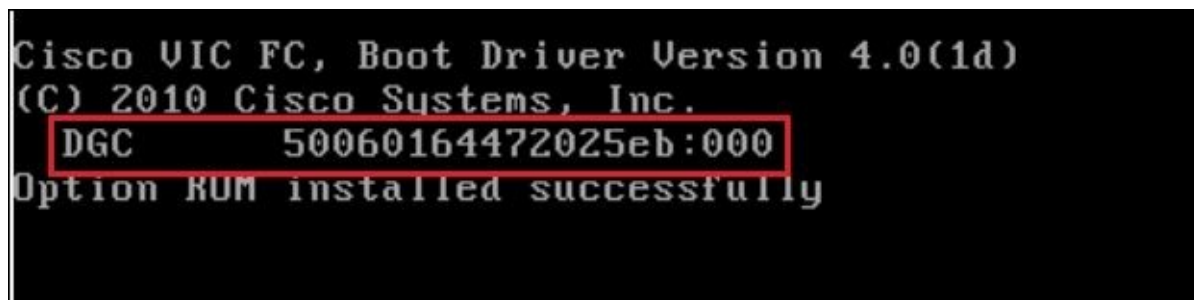 Cisco VIC FC, Boot Driver Version 4.0(1d)
(C) 2010 Cisco Systems, Inc.
DGC 50060164472025eb:000
Option ROM installed successfully